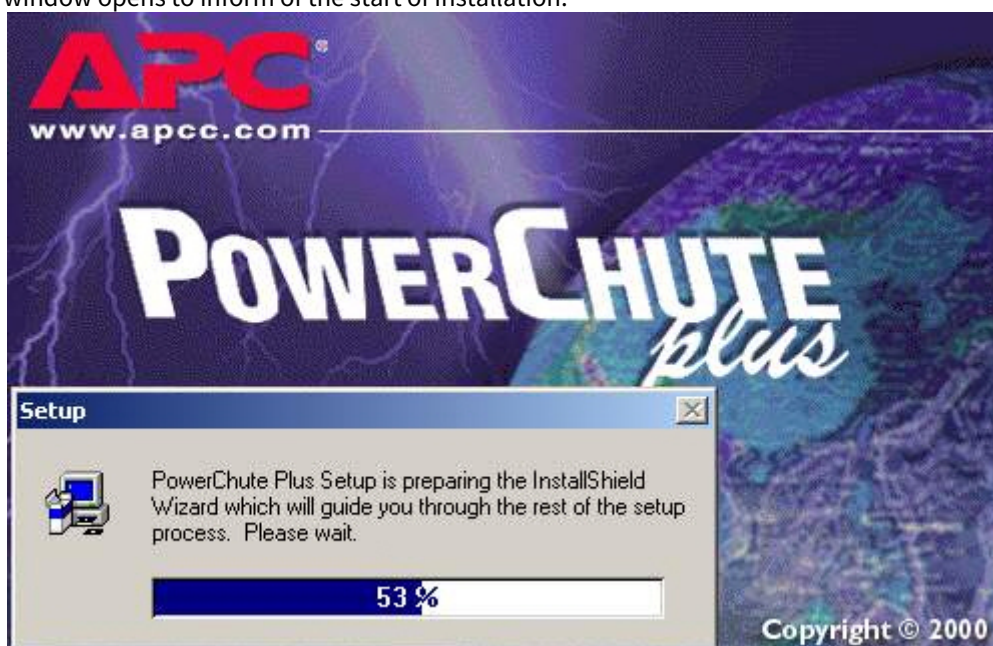 window opens to inform of the start of installation.
APC®
www.apcc.com
POWERCHUTE
plus
Setup
PowerChute Plus Setup is preparing the InstallShield
Wizard which will guide you through the rest of the setup
process. Please wait.
53 %
Copyright © 2000